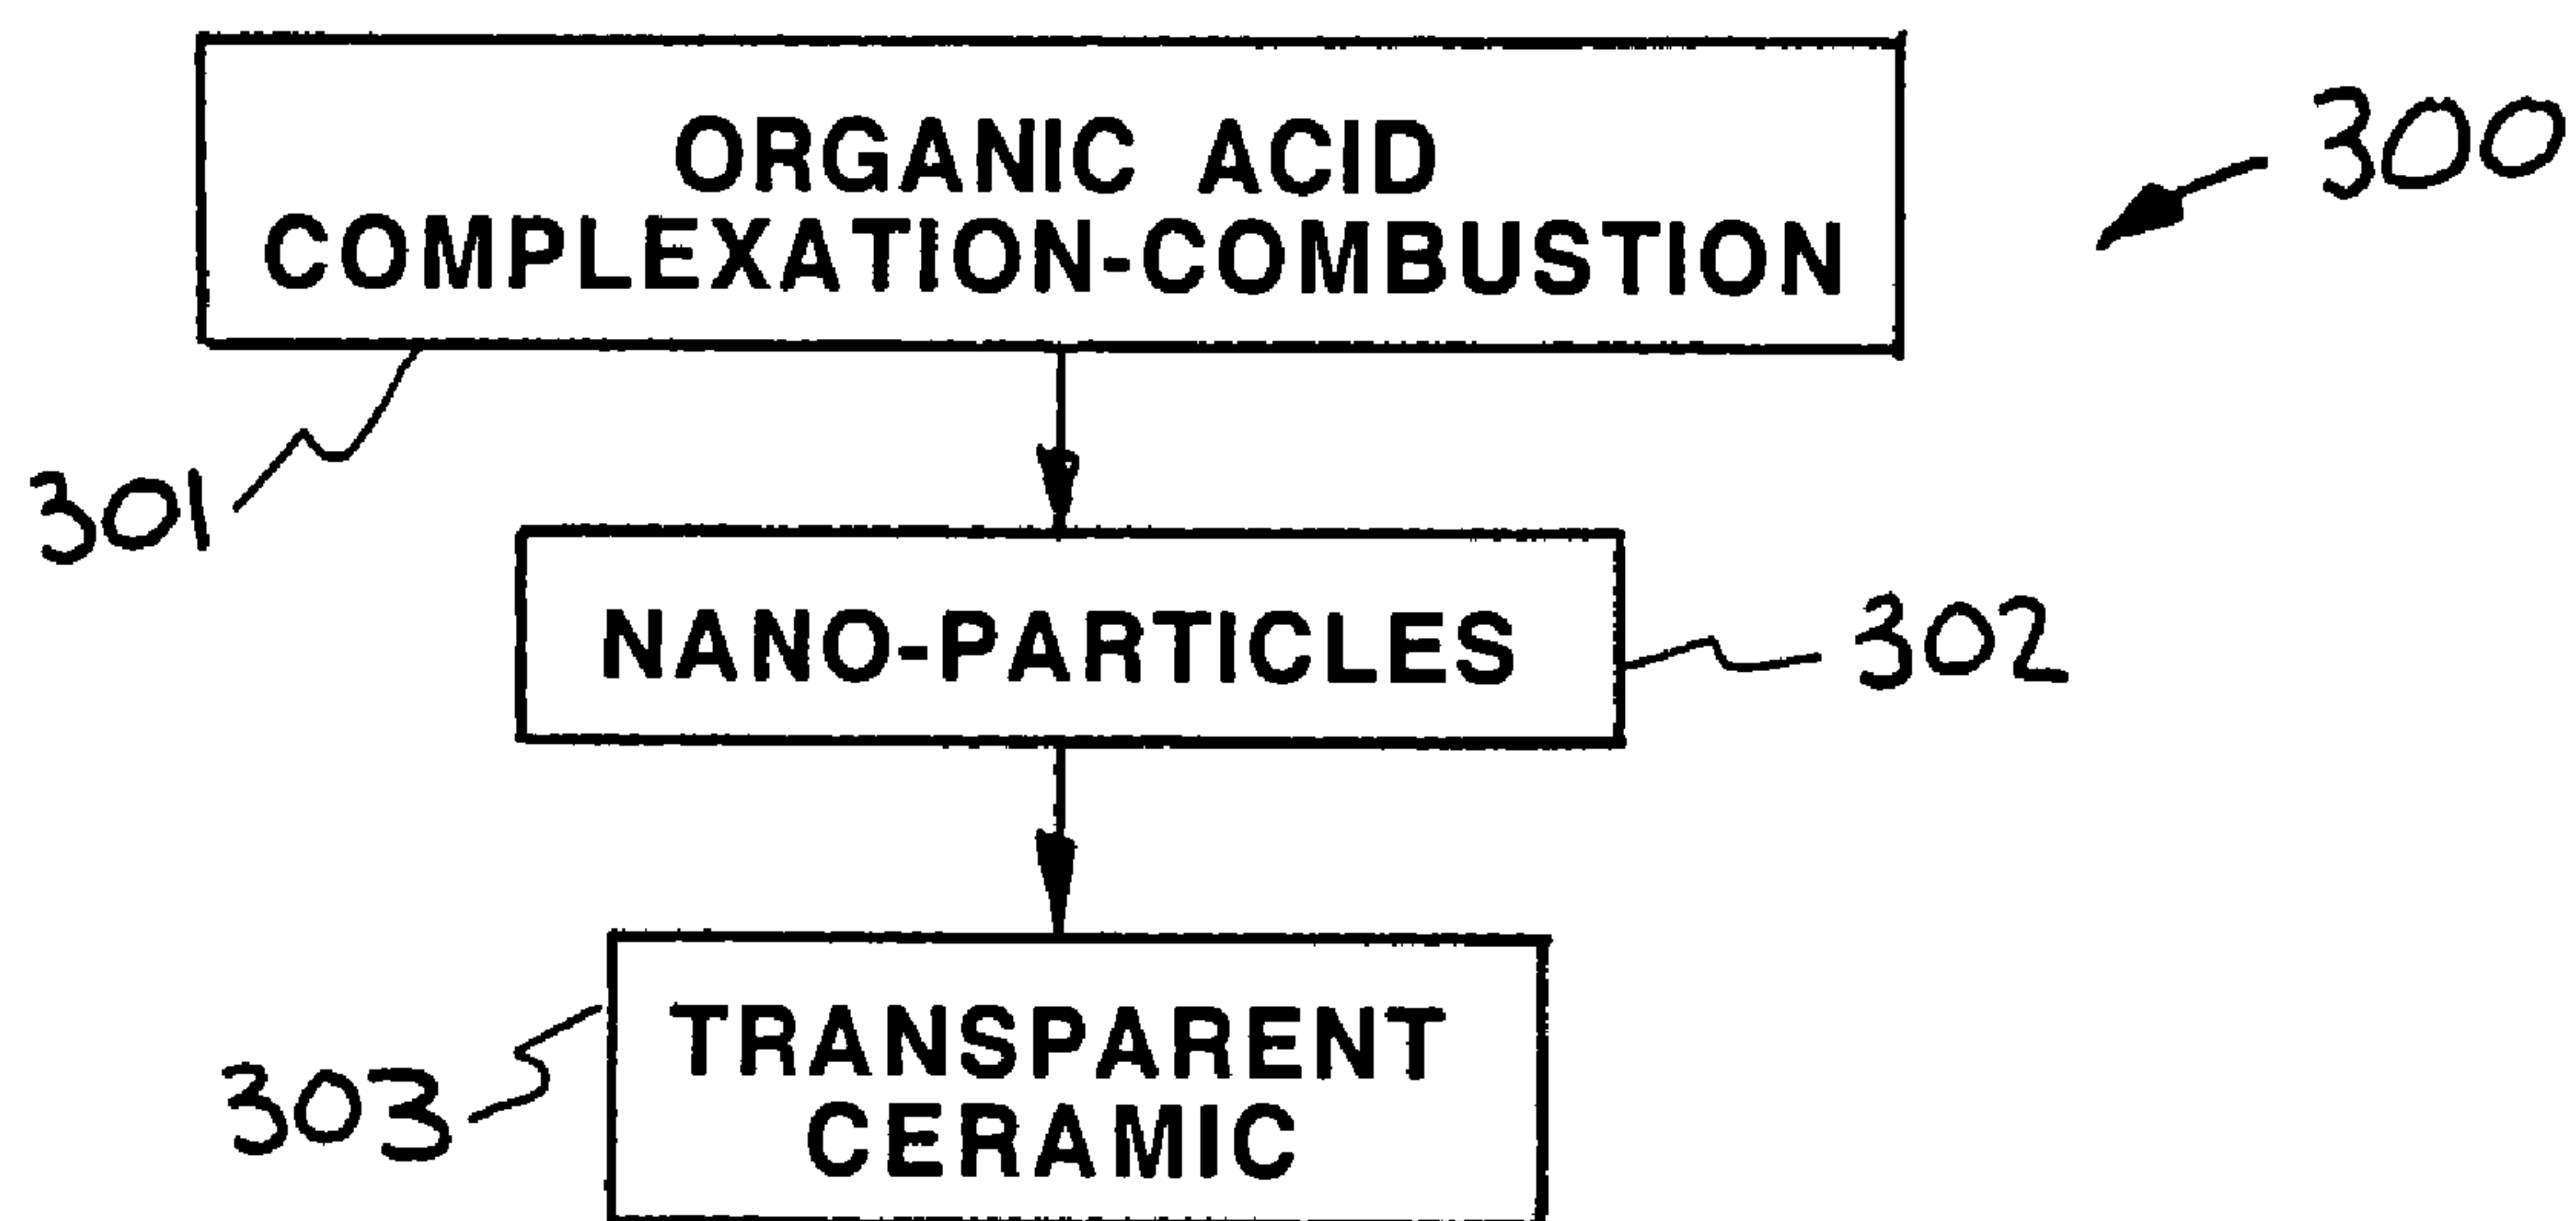 ORGANIC ACID
COMPLEXATION-COMBUSTION
300
301
NANO-PARTICLES
302
TRANSPARENT
CERAMIC
303